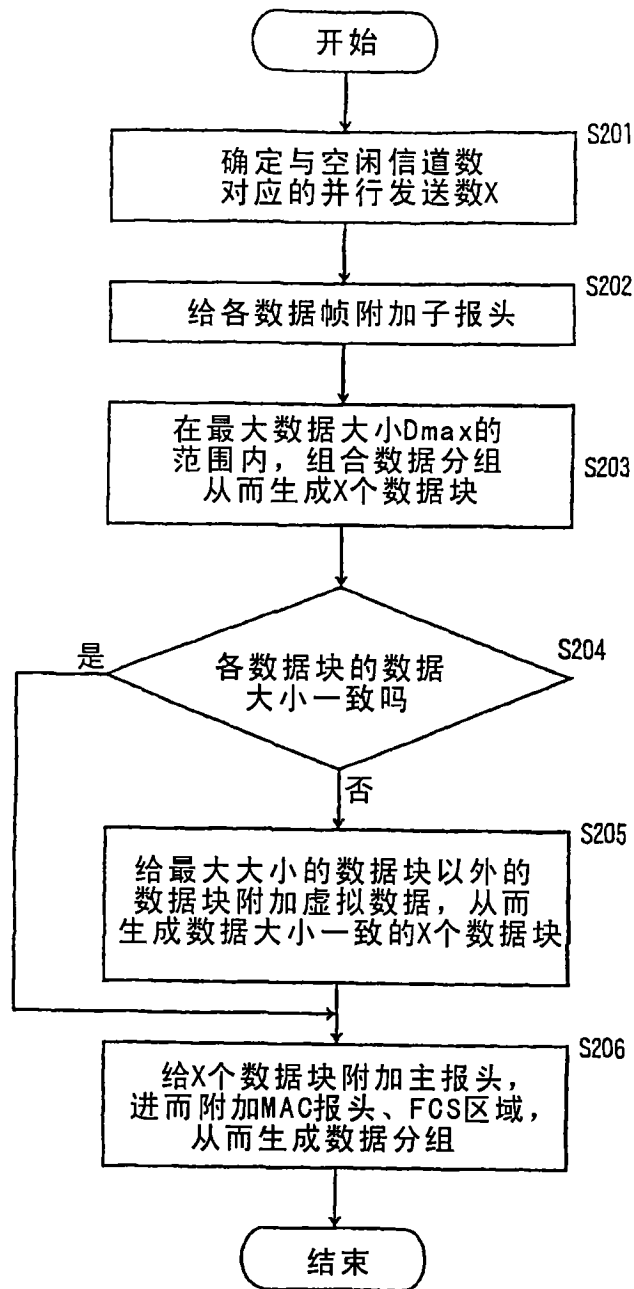 开始
S201
确定与空闲信道数
对应的并行发送数X
S202
给各数据帧附加子报头
S203
在最大数据大小Dmax的
范围内，组合数据分组
从而生成X个数据块
S204
是
各数据块的数据
大小一致吗
否
S205
给最大大小的数据块以外的
数据块附加虚拟数据，从而
生成数据大小一致的X个数据块
S206
给X个数据块附加主报头，
进而附加MAC报头、FCS区域，
从而生成数据分组
结束